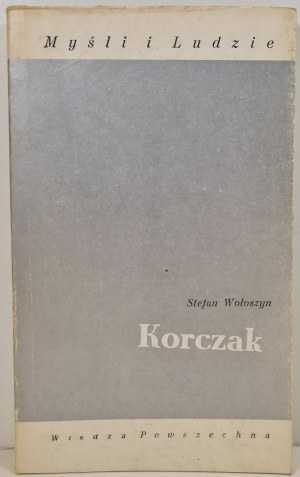 Myśli i Ludzie
Stefan Wołoszyn
Korczak
Wiedza Powszechna